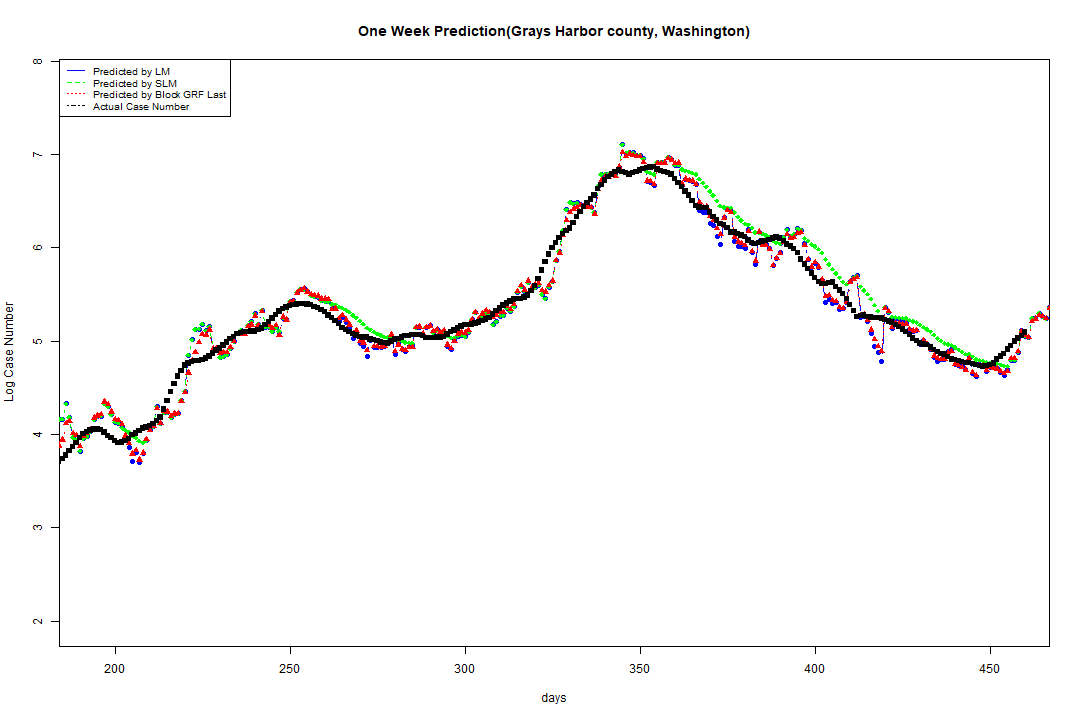 One Week Prediction(Grays Harbor county, Washington)
Predicted by LM
Predicted by SLM
Predicted by Block GRF Last
Actual Case Number
8
7
6
5
4
3
2
Log Case Number
200 250 300 350 400 450
days